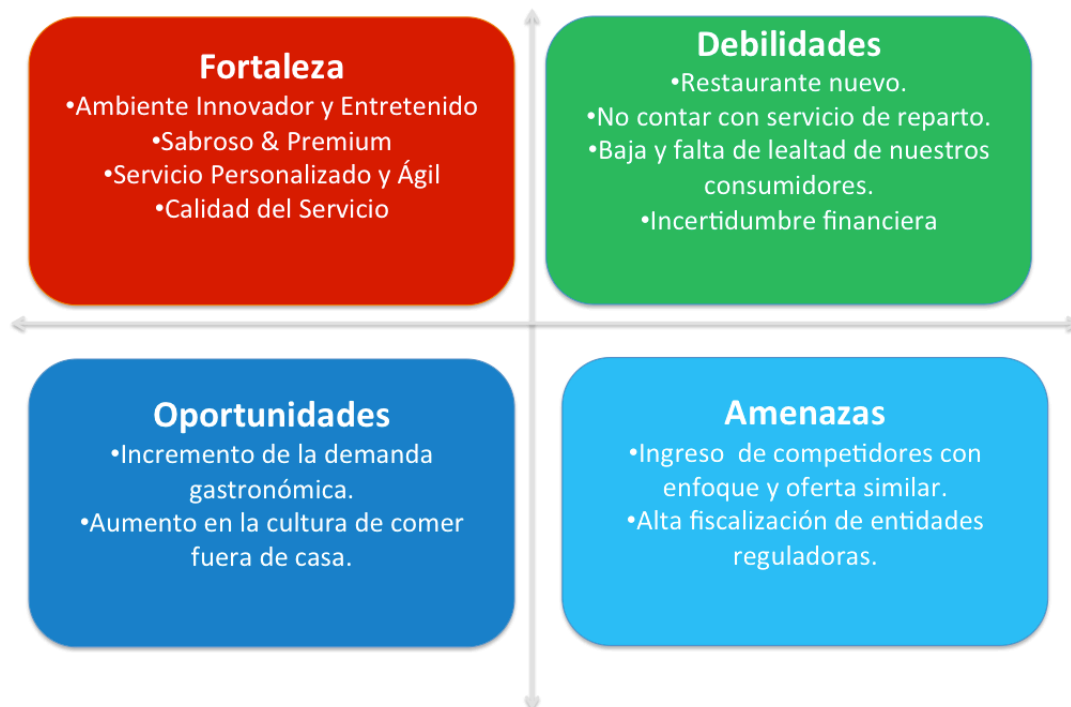 Fortaleza
•Ambiente Innovador y Entretenido
•Sabroso & Premium
•Servicio Personalizado y Ágil
•Calidad del Servicio
Debilidades
•Restaurante nuevo.
•No contar con servicio de reparto.
•Baja y falta de lealtad de nuestros
consumidores.
•Incertidumbre financiera
Oportunidades
•Incremento de la demanda
gastronómica.
•Aumento en la cultura de comer
fuera de casa.
Amenazas
•Ingreso  de competidores con
enfoque y oferta similar.
•Alta fiscalización de entidades
reguladoras.